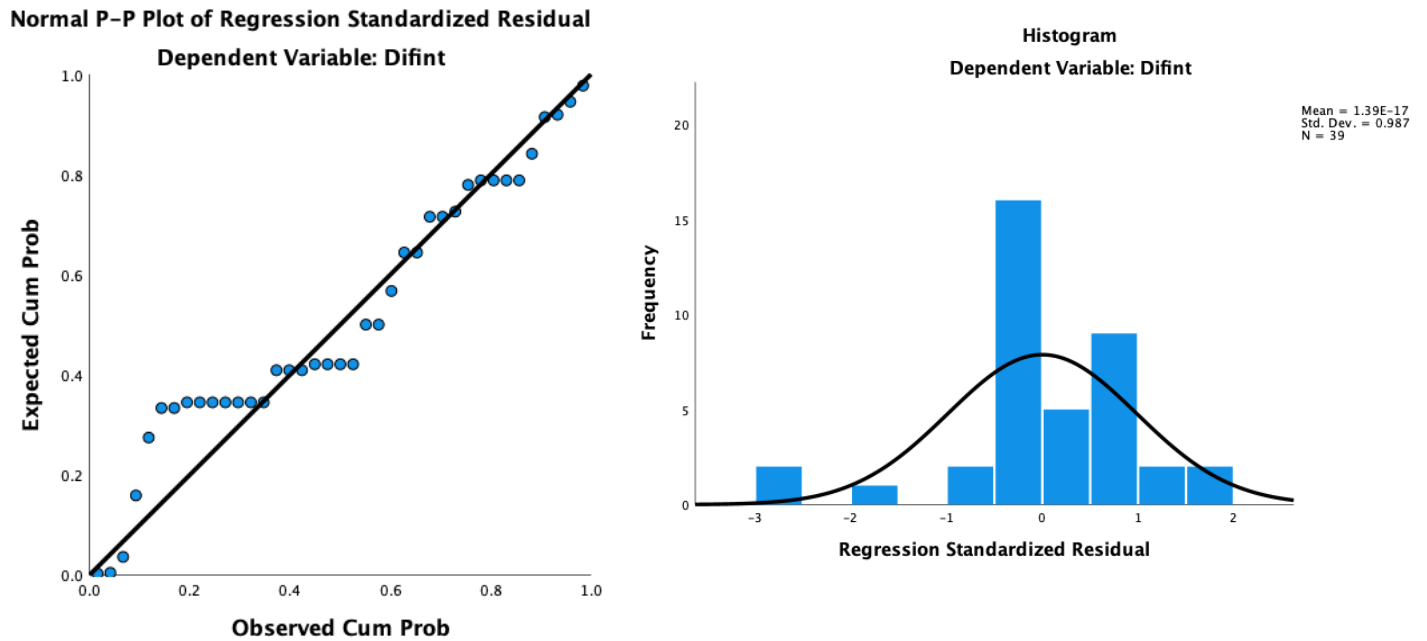 Normal P-P Plot of Regression Standardized Residual
Dependent Variable: Difint
1.0
0.8
0.6
0.4
0.2
0.0
0.0 0.2 0.4 0.6 0.8 1.0
Expected Cum Prob
Observed Cum Prob
Histogram
Dependent Variable: Difint
Mean = 1.39E-17
Std. Dev. = 0.987
N = 39
20
15
10
5
0
-3 -2 -1 0 1 2
Frequency
Regression Standardized Residual